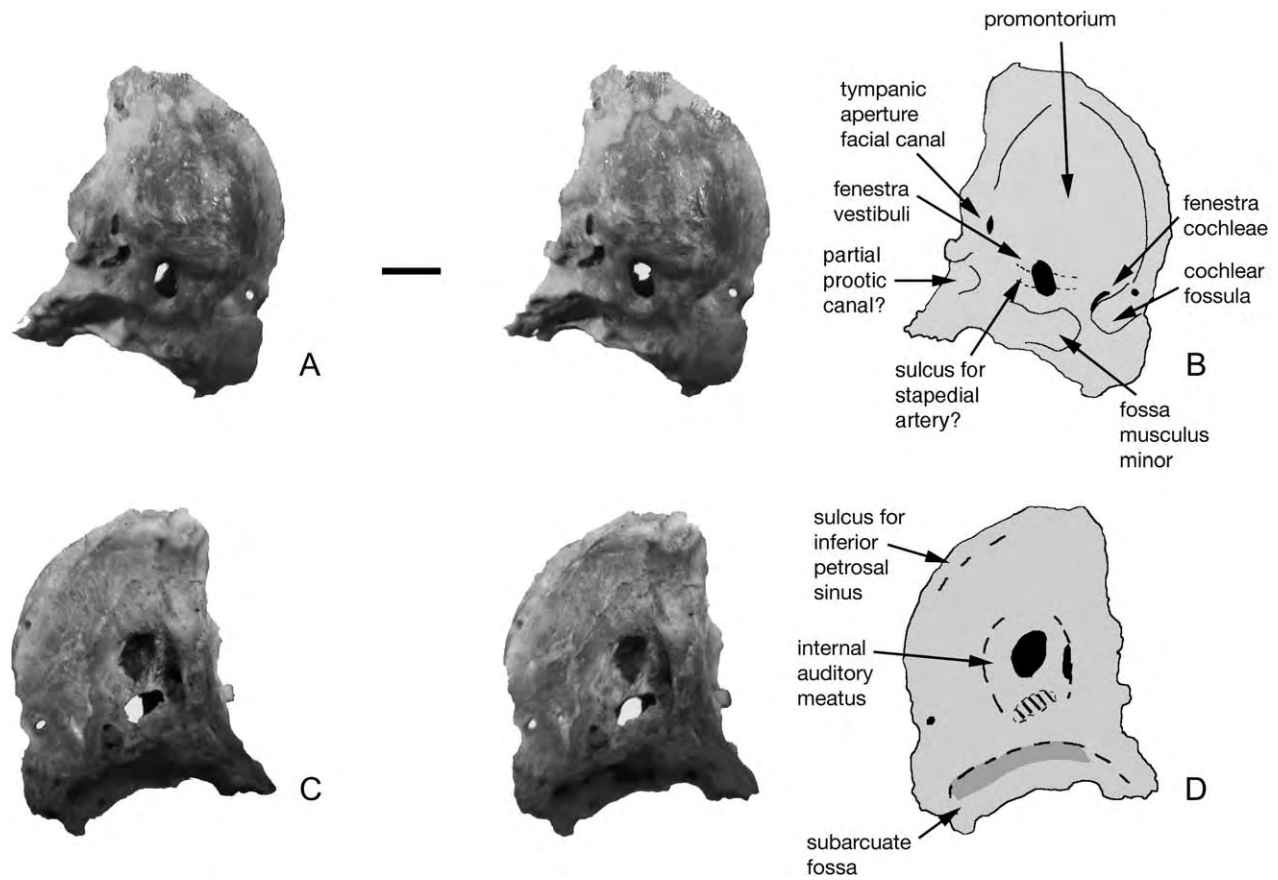 promontorium
tympanic
aperture
facial canal
fenestra
vestibuli
fenestra
cochleae
partial
prootic
canal?
cochlear
fossula
A
B
sulcus for
stapedial
artery?
fossa
musculus
minor
sulcus for
inferior
petrosal
sinus
internal
auditory
meatus
C
D
subarcuate
fossa